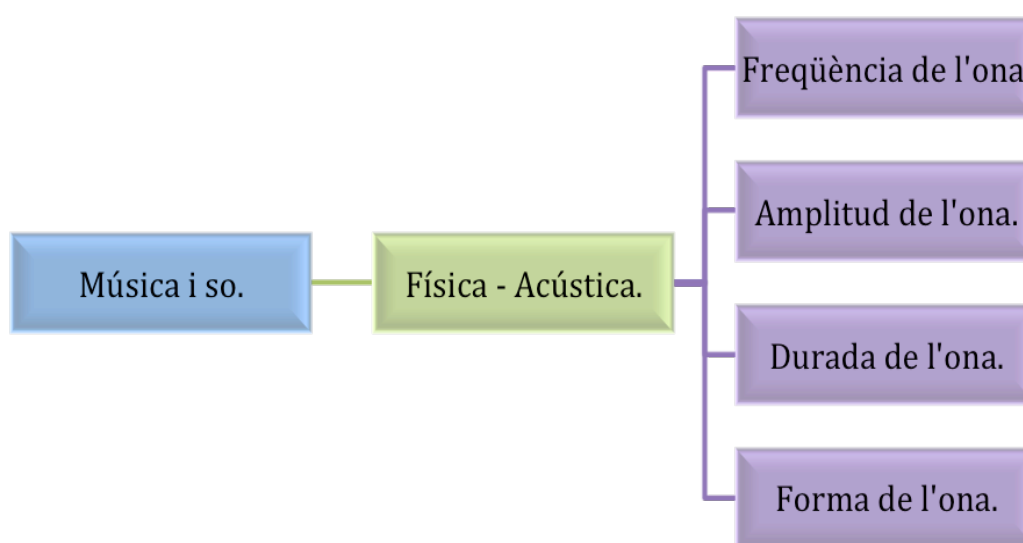 Música i so.
Física - Acústica.
Freqüència de l'ona
Amplitud de l'ona.
Durada de l'ona.
Forma de l'ona.